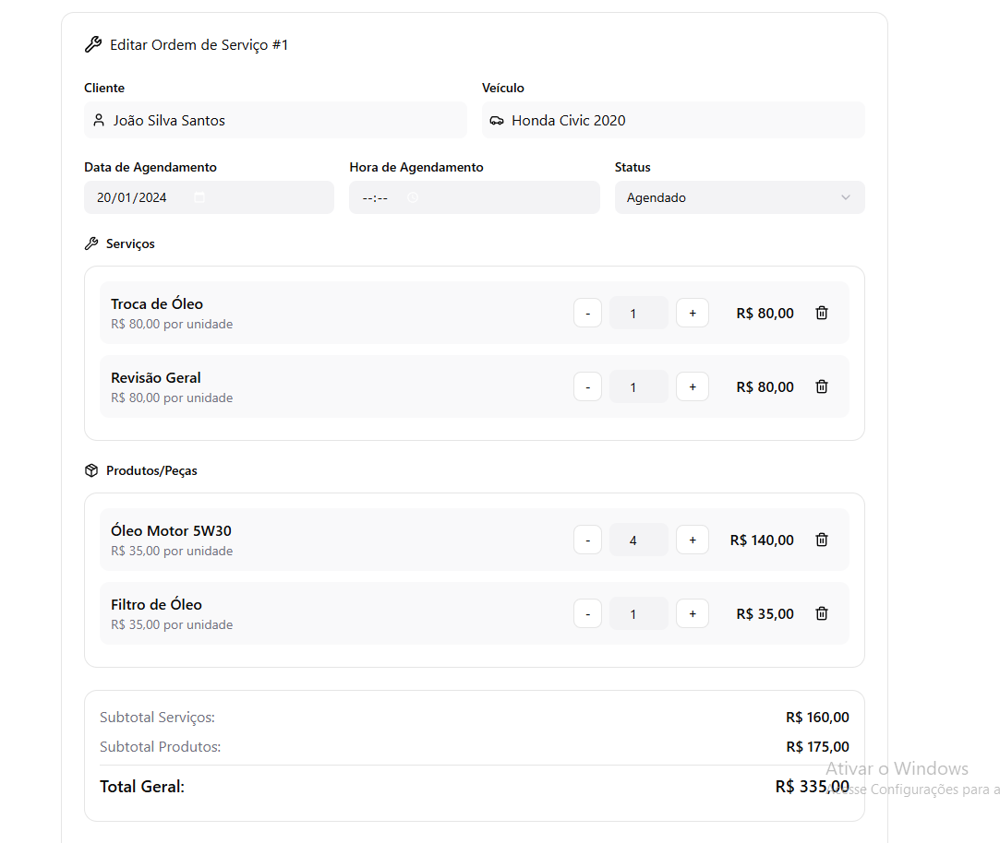 Editar Ordem de Serviço #1
Cliente Veículo
João Silva Santos Honda Civic 2020
Data de Agendamento Hora de Agendamento Status
20/01/2024 --:-- Agendado
Serviços
Troca de Óleo
R$ 80,00 por unidade
- 1 + R$ 80,00
Revisão Geral
R$ 80,00 por unidade
- 1 + R$ 80,00
Produtos/Peças
Óleo Motor 5W30
R$ 35,00 por unidade
- 4 + R$ 140,00
Filtro de Óleo
R$ 35,00 por unidade
- 1 + R$ 35,00
Subtotal Serviços: R$ 160,00
Subtotal Produtos: R$ 175,00
Total Geral: R$ 335,00
Ativar o Windows
Acesse Configurações para a